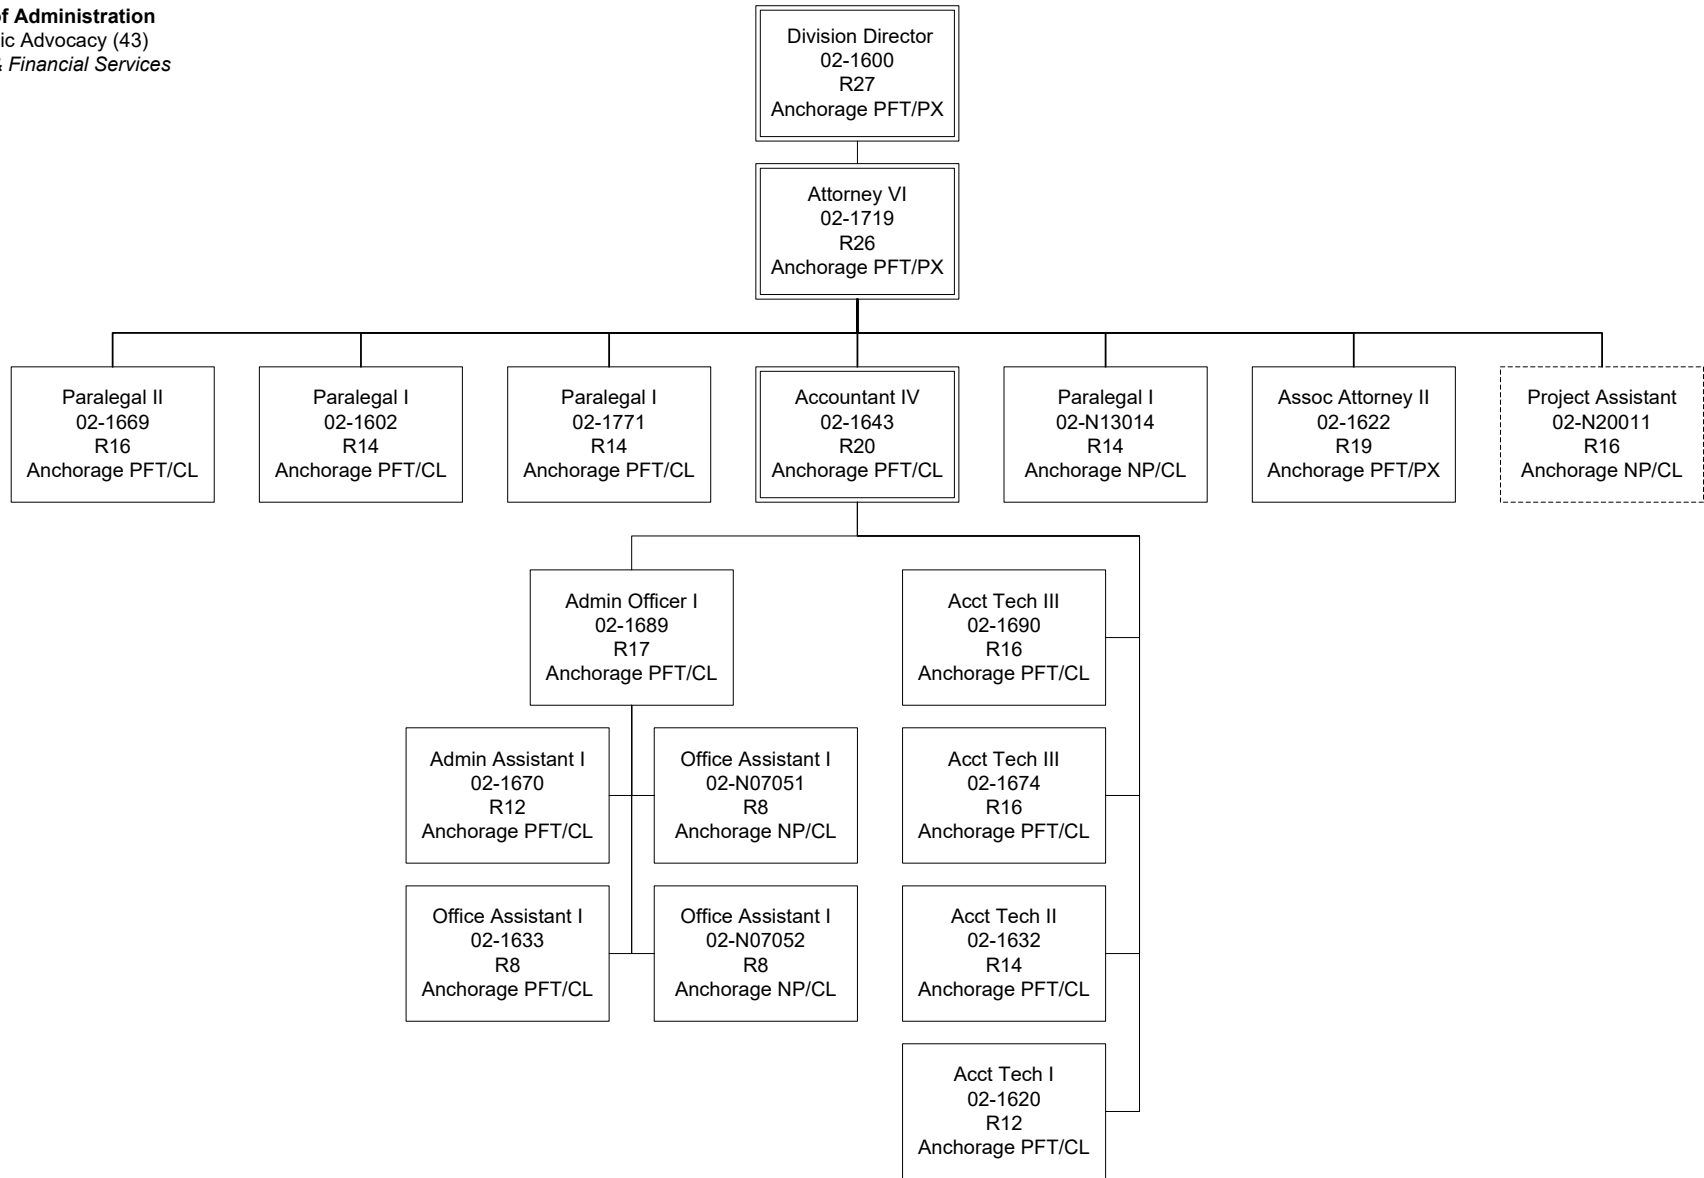 of Administration
Advocacy (43)
& Financial Services
Division Director
02-1600
R27
Anchorage PFT/PX
Attorney VI
02-1719
R26
Anchorage PFT/PX
Paralegal II
02-1669
R16
Anchorage PFT/CL
Paralegal I
02-1602
R14
Anchorage PFT/CL
Paralegal I
02-1771
R14
Anchorage PFT/CL
Accountant IV
02-1643
R20
Anchorage PFT/CL
Paralegal I
02-N13014
R14
Anchorage NP/CL
Assoc Attorney II
02-1622
R19
Anchorage PFT/PX
Project Assistant
02-N20011
R16
Anchorage NP/CL
Admin Officer I
02-1689
R17
Anchorage PFT/CL
Acct Tech III
02-1690
R16
Anchorage PFT/CL
Admin Assistant I
02-1670
R12
Anchorage PFT/CL
Office Assistant I
02-N07051
R8
Anchorage NP/CL
Acct Tech III
02-1674
R16
Anchorage PFT/CL
Office Assistant I
02-1633
R8
Anchorage PFT/CL
Office Assistant I
02-N07052
R8
Anchorage NP/CL
Acct Tech II
02-1632
R14
Anchorage PFT/CL
Acct Tech I
02-1620
R12
Anchorage PFT/CL